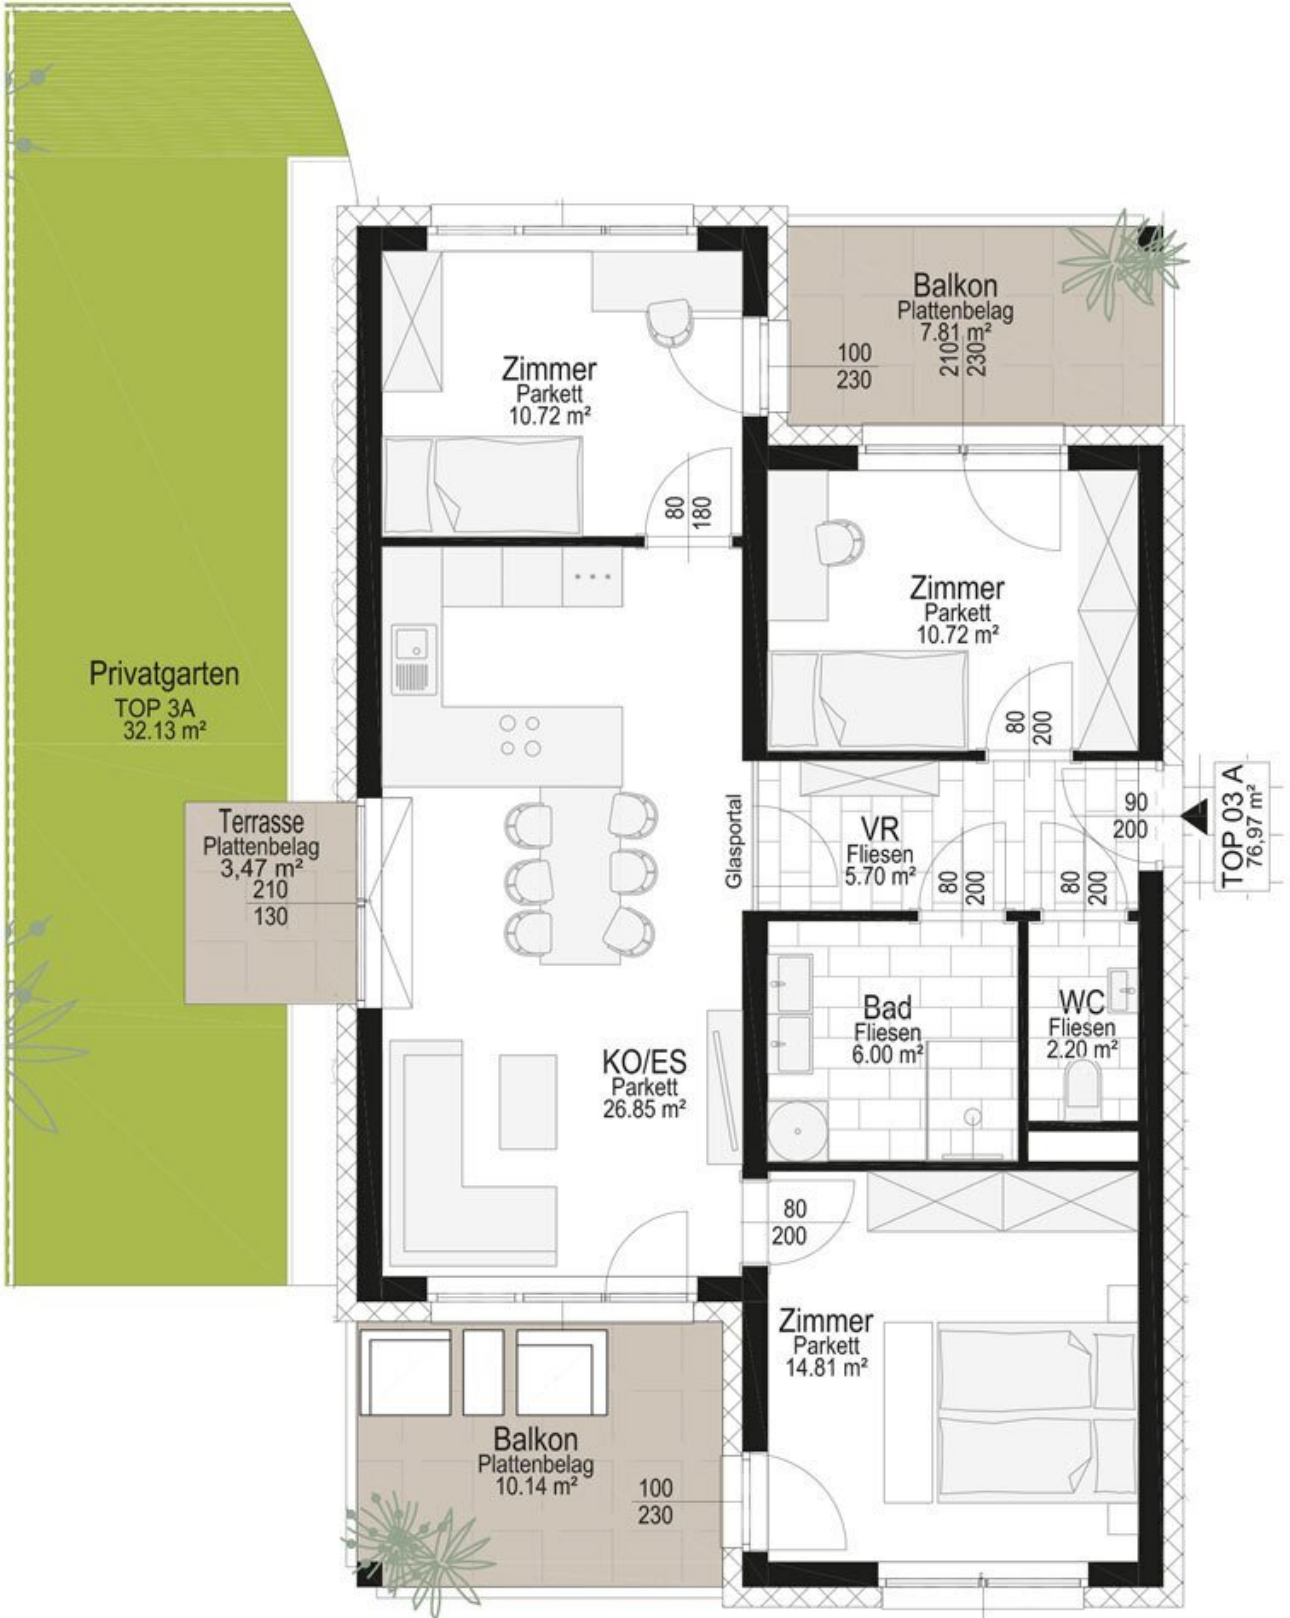 Balkon
Plattenbelag
7.81 m²
210
230
100
230
Zimmer
Parkett
10.72 m²
80
180
Zimmer
Parkett
10.72 m²
80
200
Privatgarten
TOP 3A
32.13 m²
Terrasse
Plattenbelag
3,47 m²
210
130
Glasportal
VR
Fliesen
5.70 m²
90
200
TOP 03 A
76,97 m²
80
200
80
200
Bad
Fliesen
6.00 m²
WC
Fliesen
2.20 m²
KO/ES
Parkett
26.85 m²
80
200
Zimmer
Parkett
14.81 m²
Balkon
Plattenbelag
10.14 m²
100
230